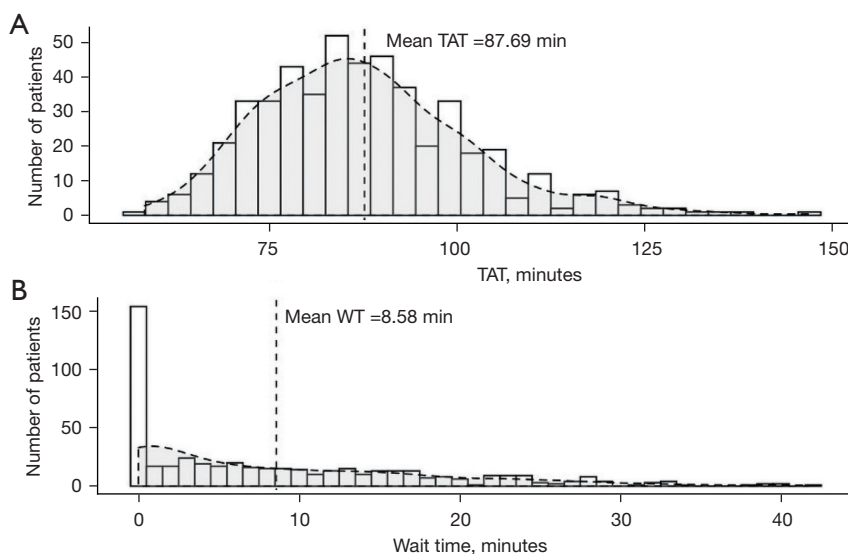 A
Number of patients
50
40
30
20
10
0
Mean TAT =87.69 min
75
100
125
150
TAT, minutes
B
Number of patients
150
100
50
0
Mean WT =8.58 min
0
10
20
30
40
Wait time, minutes